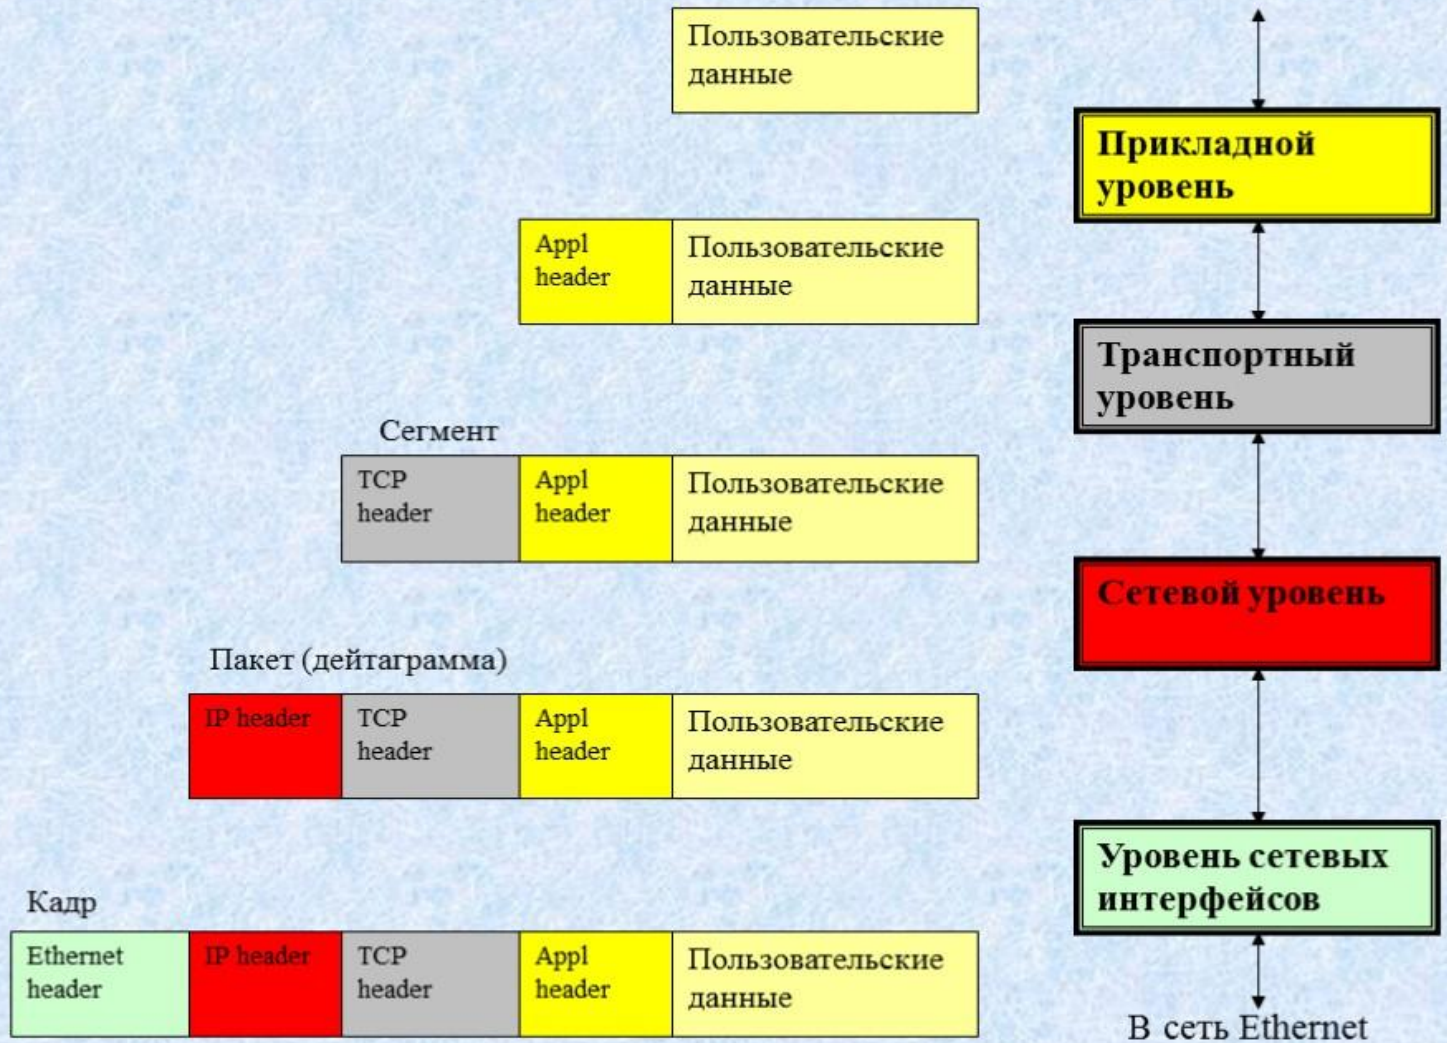 Пользовательские
данные
Прикладной
уровень
Appl
header
Пользовательские
данные
Транспортный
уровень
Сегмент
TCP
header
Appl
header
Пользовательские
данные
Сетевой уровень
Пакет (дейтаграмма)
IP header
TCP
header
Appl
header
Пользовательские
данные
Уровень сетевых
интерфейсов
Кадр
Ethernet
header
IP header
TCP
header
Appl
header
Пользовательские
данные
В сеть Ethernet